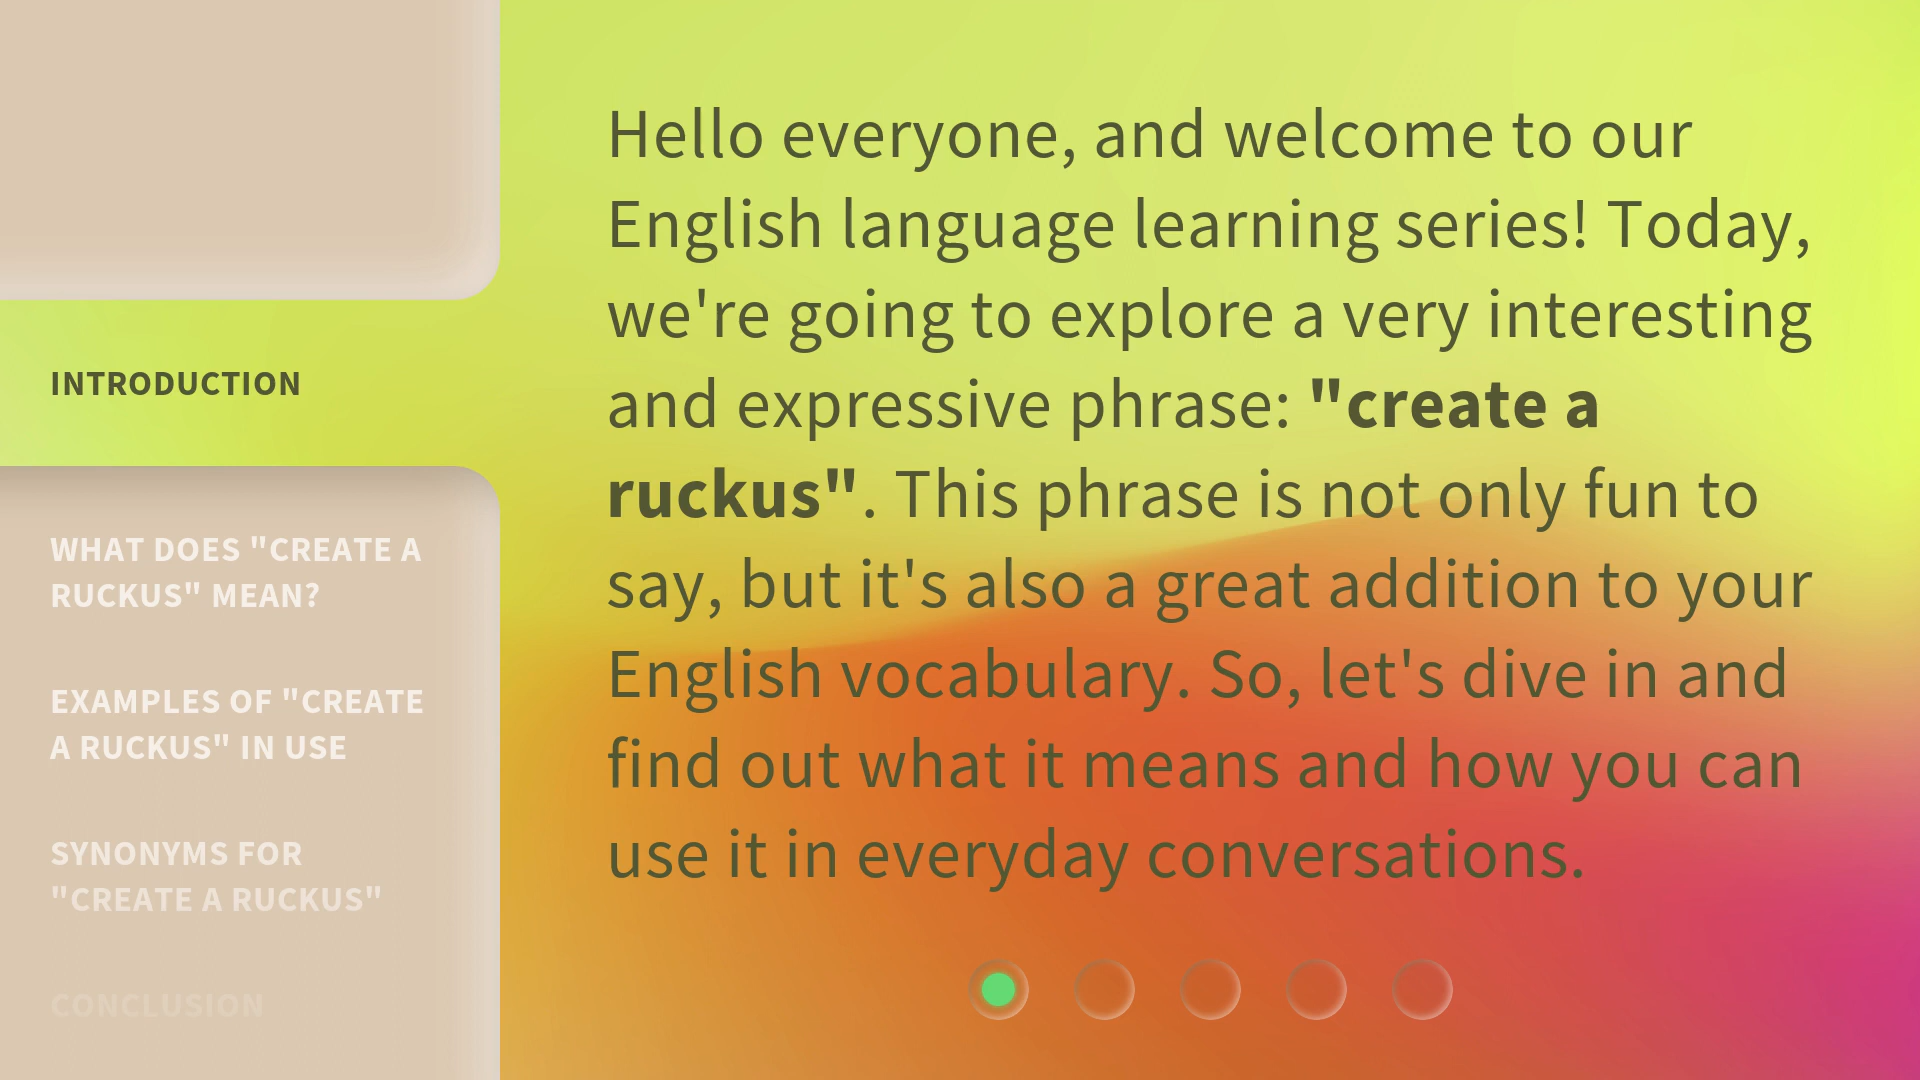 INTRODUCTION
WHAT DOES "CREATE A
RUCKUS" MEAN?
EXAMPLES OF "CREATE
A RUCKUS" IN USE
SYNONYMS FOR
"CREATE A RUCKUS"
CONCLUSION
Hello everyone, and welcome to our
English language learning series! Today,
we're going to explore a very interesting
and expressive phrase: "create a
ruckus". This phrase is not only fun to
say, but it's also a great addition to your
English vocabulary. So, let's dive in and
find out what it means and how you can
use it in everyday conversations.